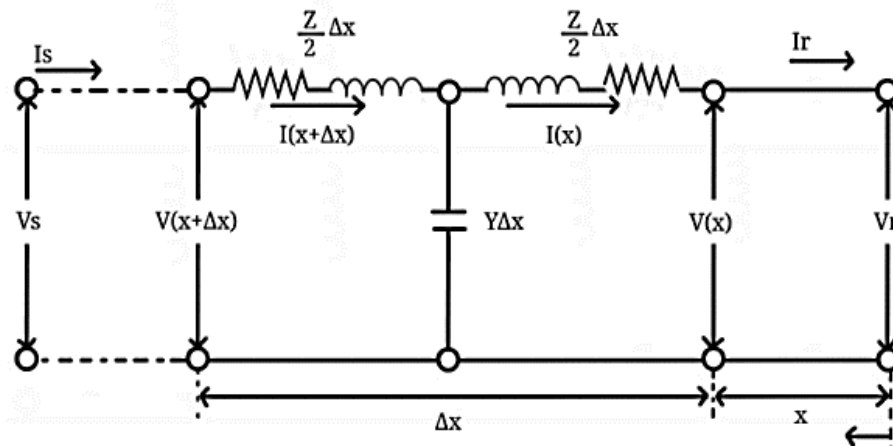 Is
Z/2 Δx
Z/2 Δx
Ir
I(x+Δx)
I(x)
Vs
V(x+Δx)
YΔx
V(x)
Δx
x